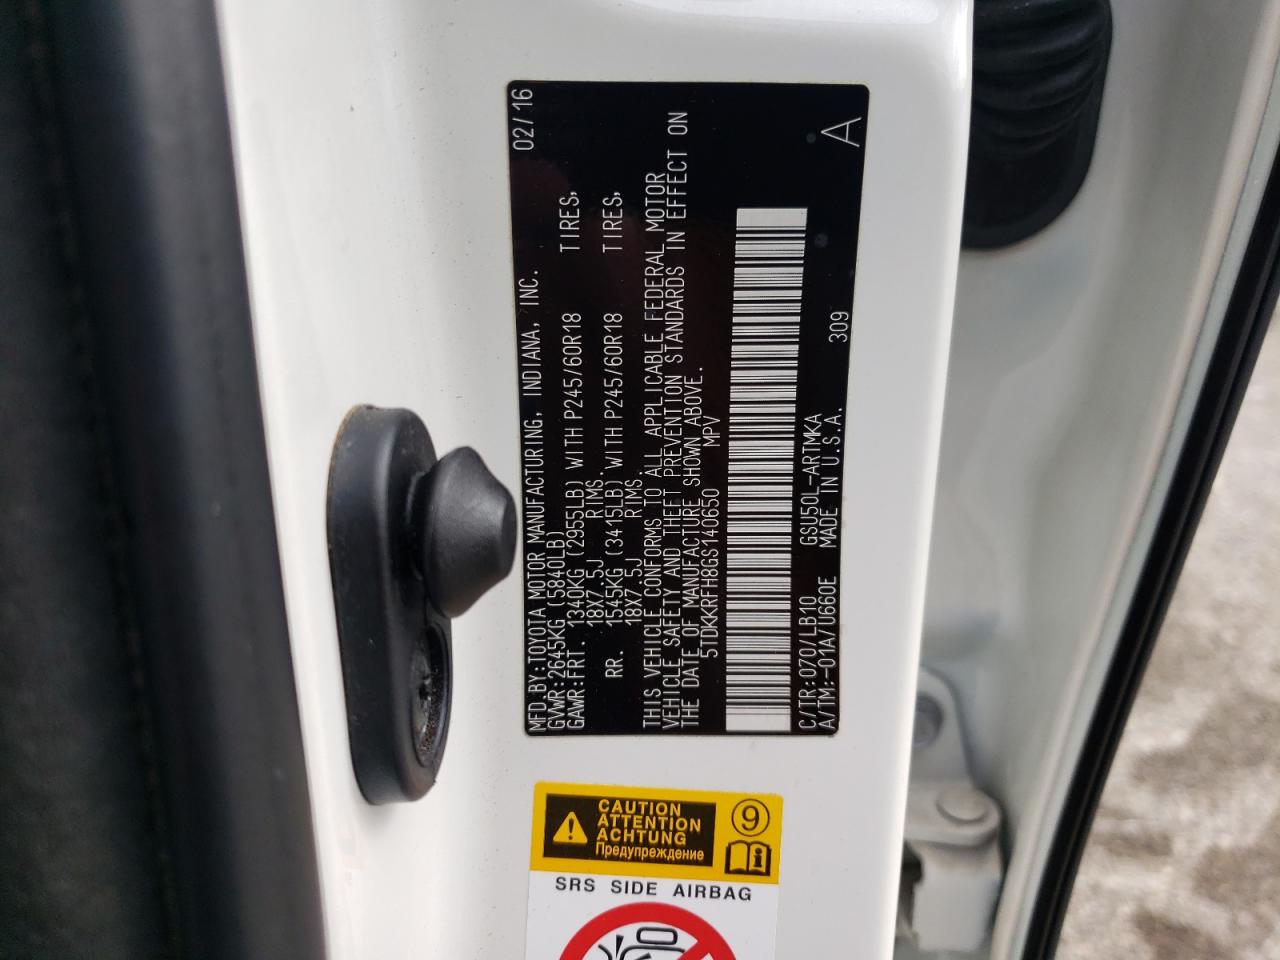 MFD.BY:TOYOTA MOTOR MANUFACTURING, INDIANA, INC. 02/16
GVWR:2645KG (5840LB)
GAWR:FRT. 1340KG (2955LB) WITH P245/60R18 TIRES,
18X7.5J RIMS.
RR. 1545KG (3415LB) WITH P245/60R18 TIRES,
18X7.5J RIMS.
THIS VEHICLE CONFORMS TO ALL APPLICABLE FEDERAL MOTOR
VEHICLE SAFETY AND THEFT PREVENTION STANDARDS IN EFFECT ON
THE DATE OF MANUFACTURE SHOWN ABOVE.
5TDKKRFH8GS140650 MPV
C/TR:070/LB10 GSU50L-ARTMKA 309 A
A/TM:-01A/U660E MADE IN U.S.A.
CAUTION
ATTENTION
ACHTUNG
Предупреждение
9
SRS SIDE AIRBAG